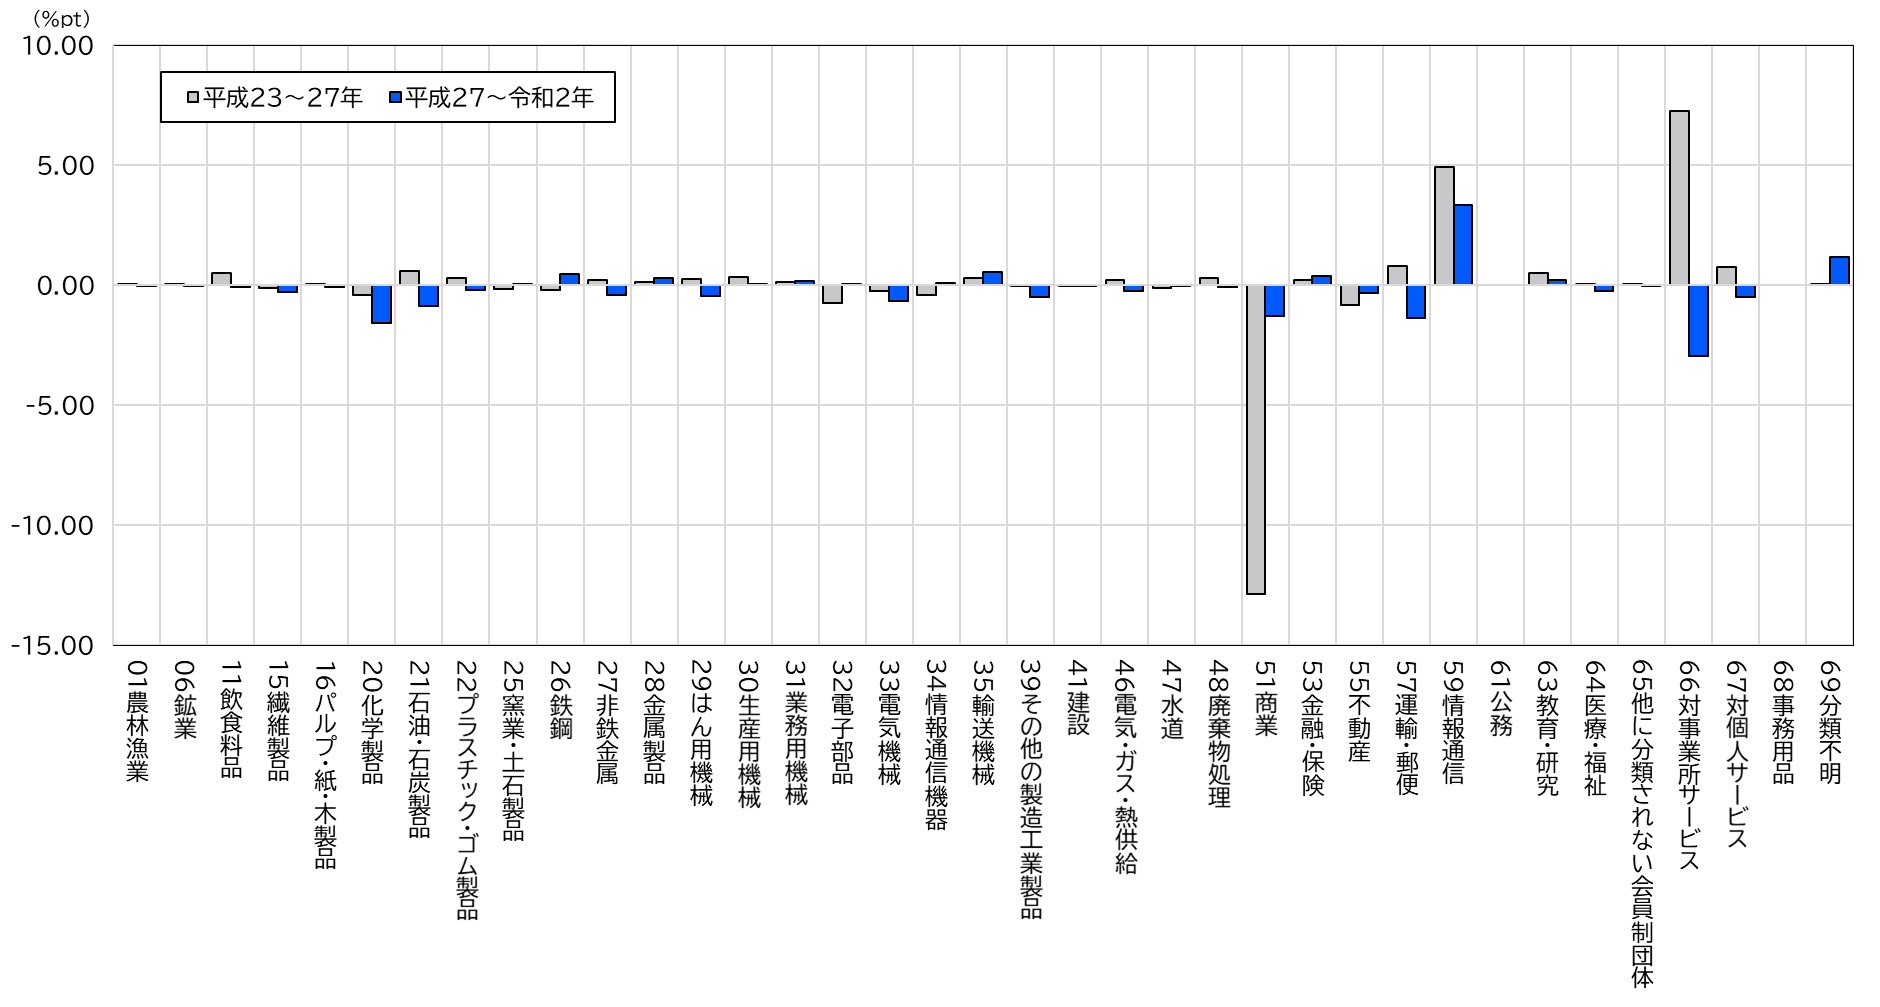 （%pt）
10.00
5.00
0.00
-5.00
-10.00
-15.00
平成23～27年
平成27～令和2年
01農林漁業
06鉱業
11飲食料品
15繊維製品
16パルプ・紙・木製品
20化学製品
21石油・石炭製品
22プラスチック・ゴム製品
25窯業・土石製品
26鉄鋼
27非鉄金属
28金属製品
29はん用機械
30生産用機械
31業務用機械
32電子部品
33電気機械
34情報通信機器
35輸送機械
39その他の製造工業製品
41建設
46電気・ガス・熱供給
47水道
48廃棄物処理
51商業
53金融・保険
55不動産
57運輸・郵便
59情報通信
61公務
63教育・研究
64医療・福祉
65他に分類されない会員制団体
66対事業所サービス
67対個人サービス
68事務用品
69分類不明